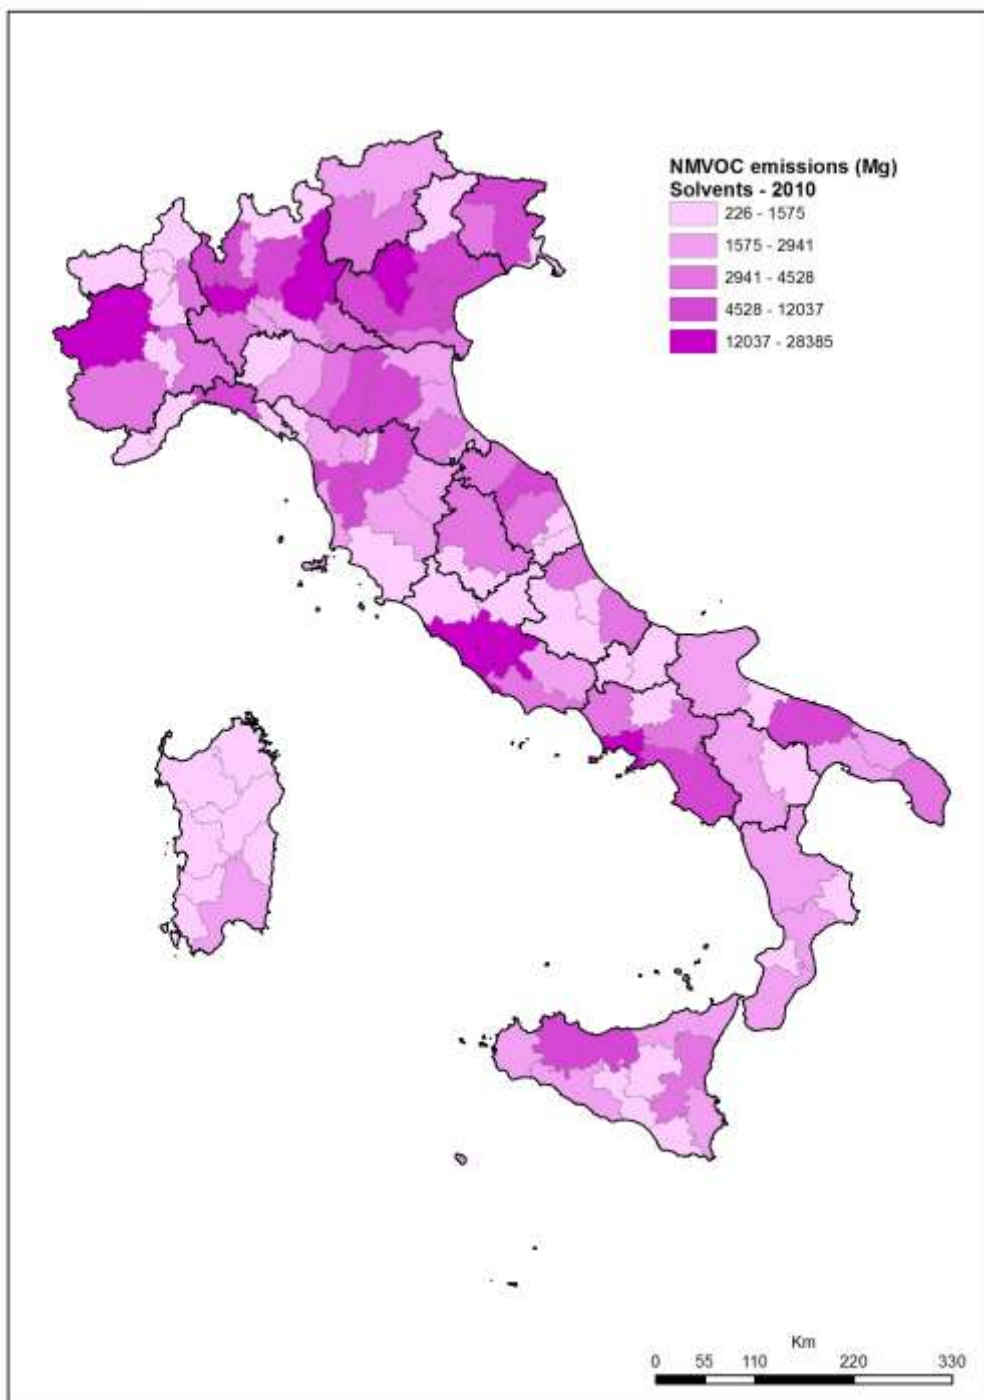 NMVOC emissions (Mg)
Solvents - 2010
226 - 1575
1575 - 2941
2941 - 4528
4528 - 12037
12037 - 28385
Km
0 55 110 220 330